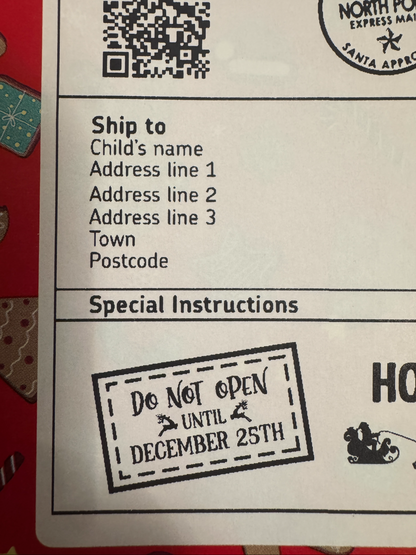 NORTH PO
EXPRESS MAI
SANTA APPRO
Ship to
Child's name
Address line 1
Address line 2
Address line 3
Town
Postcode
Special Instructions
DO NOT OPEN
UNTIL
DECEMBER 25TH
HO